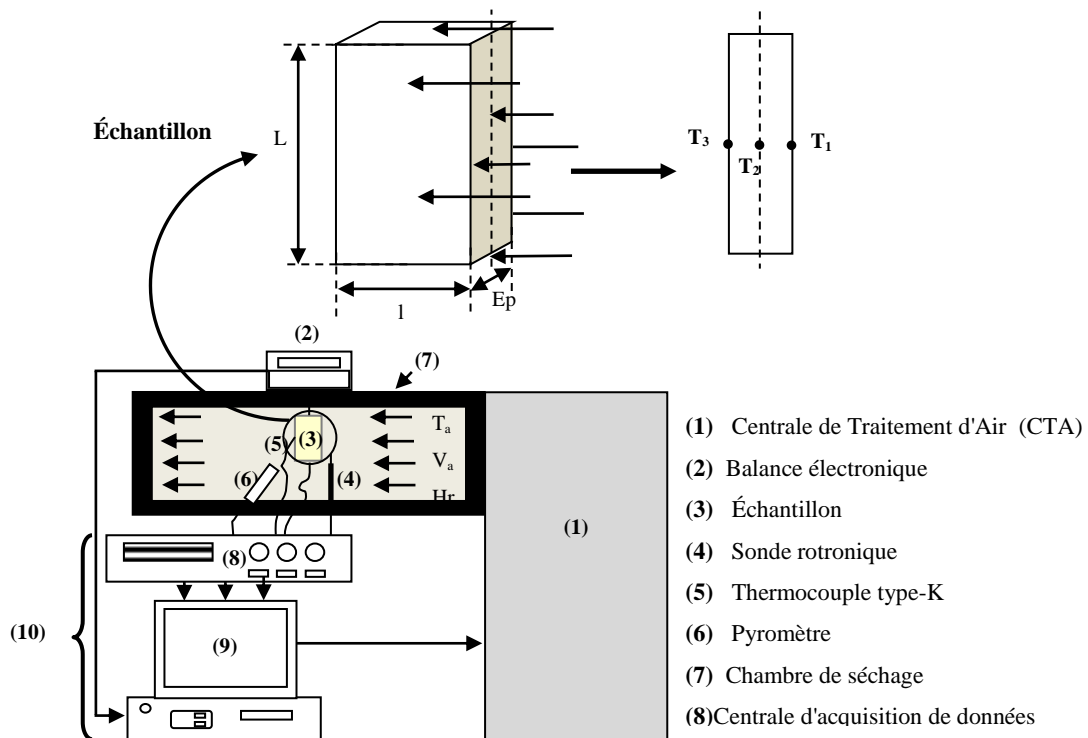 Échantillon
L
l
Ep
T₃
T₂
T₁
(2)
(7)
(3)
(5)
(6)
(4)
Tₐ
Vₐ
Hr
(1)
(8)
(9)
(10)
(1) Centrale de Traitement d'Air (CTA)
(2) Balance électronique
(3) Échantillon
(4) Sonde rotronique
(5) Thermocouple type-K
(6) Pyromètre
(7) Chambre de séchage
(8)Centrale d'acquisition de données